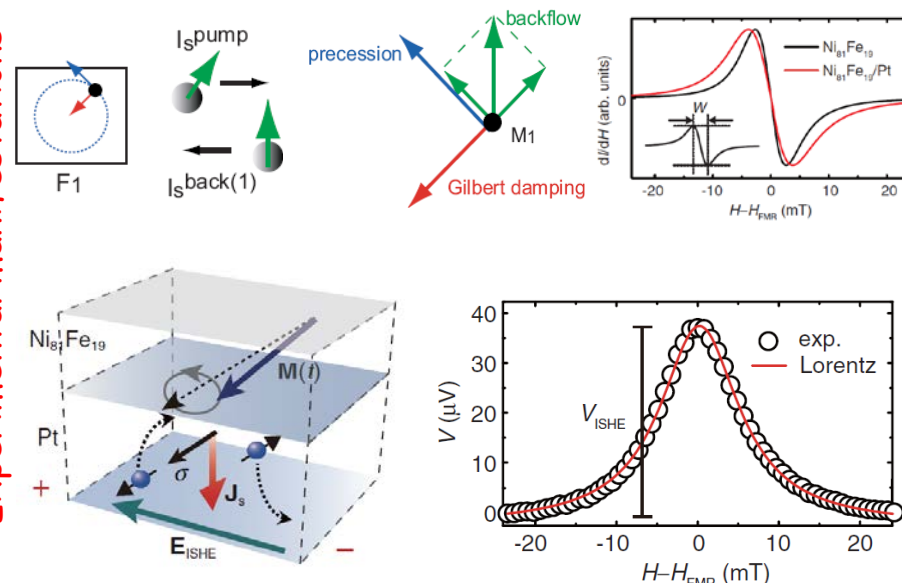 F1
Is pump
Is back(1)
precession
backflow
M1
Gilbert damping
dI/dH (arb. units)
0
Ni81Fe19
Ni81Fe19/Pt
W
-20 -10 0 10 20
H–HFMR (mT)
Ni81Fe19
M(t)
Pt
σ
Js
+
EISHE
–
V (μV)
40
30
20
10
0
VISHE
exp.
Lorentz
-20 -10 0 10 20
H–HFMR (mT)